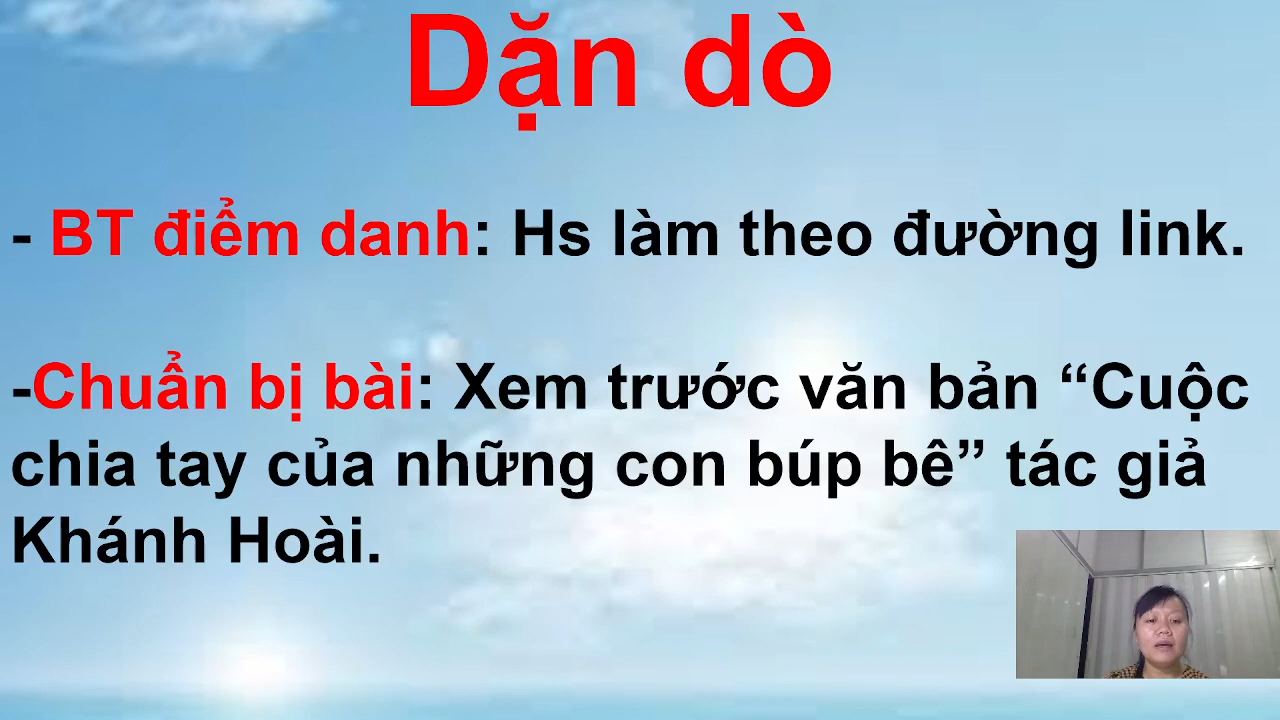 Dặn dò
- BT điểm danh: Hs làm theo đường link.
-Chuẩn bị bài: Xem trước văn bản “Cuộc
chia tay của những con búp bê” tác giả
Khánh Hoài.